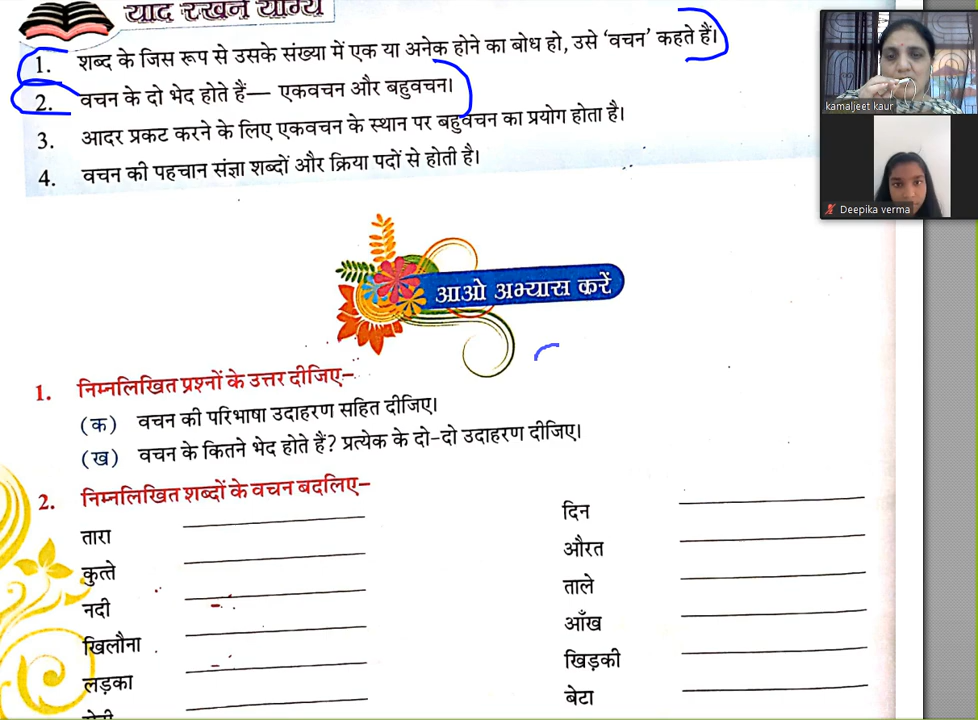 याद रखने योग्य
1. शब्द के जिस रूप से उसके संख्या में एक या अनेक होने का बोध हो, उसे ‘वचन’ कहते हैं।
2. वचन के दो भेद होते हैं— एकवचन और बहुवचन।
3. आदर प्रकट करने के लिए एकवचन के स्थान पर बहुवचन का प्रयोग होता है।
4. वचन की पहचान संज्ञा शब्दों और क्रिया पदों से होती है।
kamaljeet kaur
Deepika verma
आओ अभ्यास करें
1. निम्नलिखित प्रश्नों के उत्तर दीजिए–
(क) वचन की परिभाषा उदाहरण सहित दीजिए।
(ख) वचन के कितने भेद होते हैं? प्रत्येक के दो-दो उदाहरण दीजिए।
2. निम्नलिखित शब्दों के वचन बदलिए–
तारा दिन
कुत्ते औरत
नदी ताले
खिलौना आँख
लड़का खिड़की
बेटा